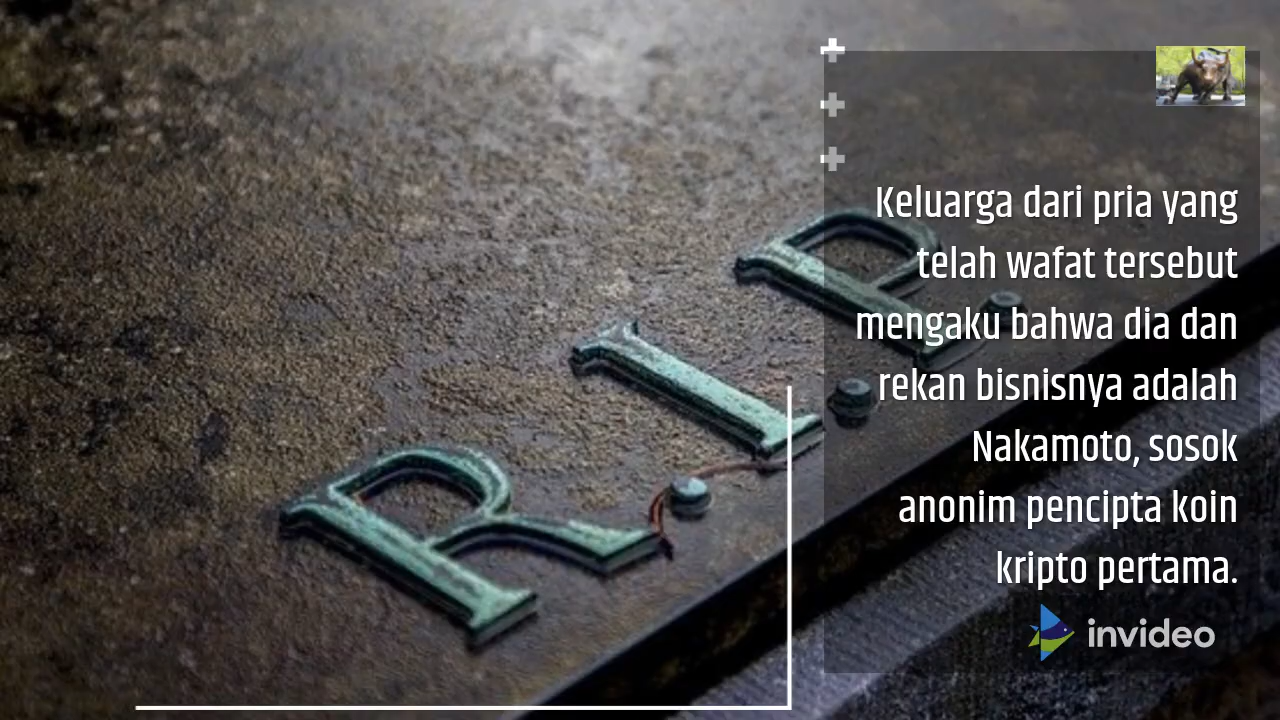 R.I.P.
Keluarga dari pria yang
telah wafat tersebut
mengaku bahwa dia dan
rekan bisnisnya adalah
Nakamoto, sosok
anonim pencipta koin
kripto pertama.
invideo